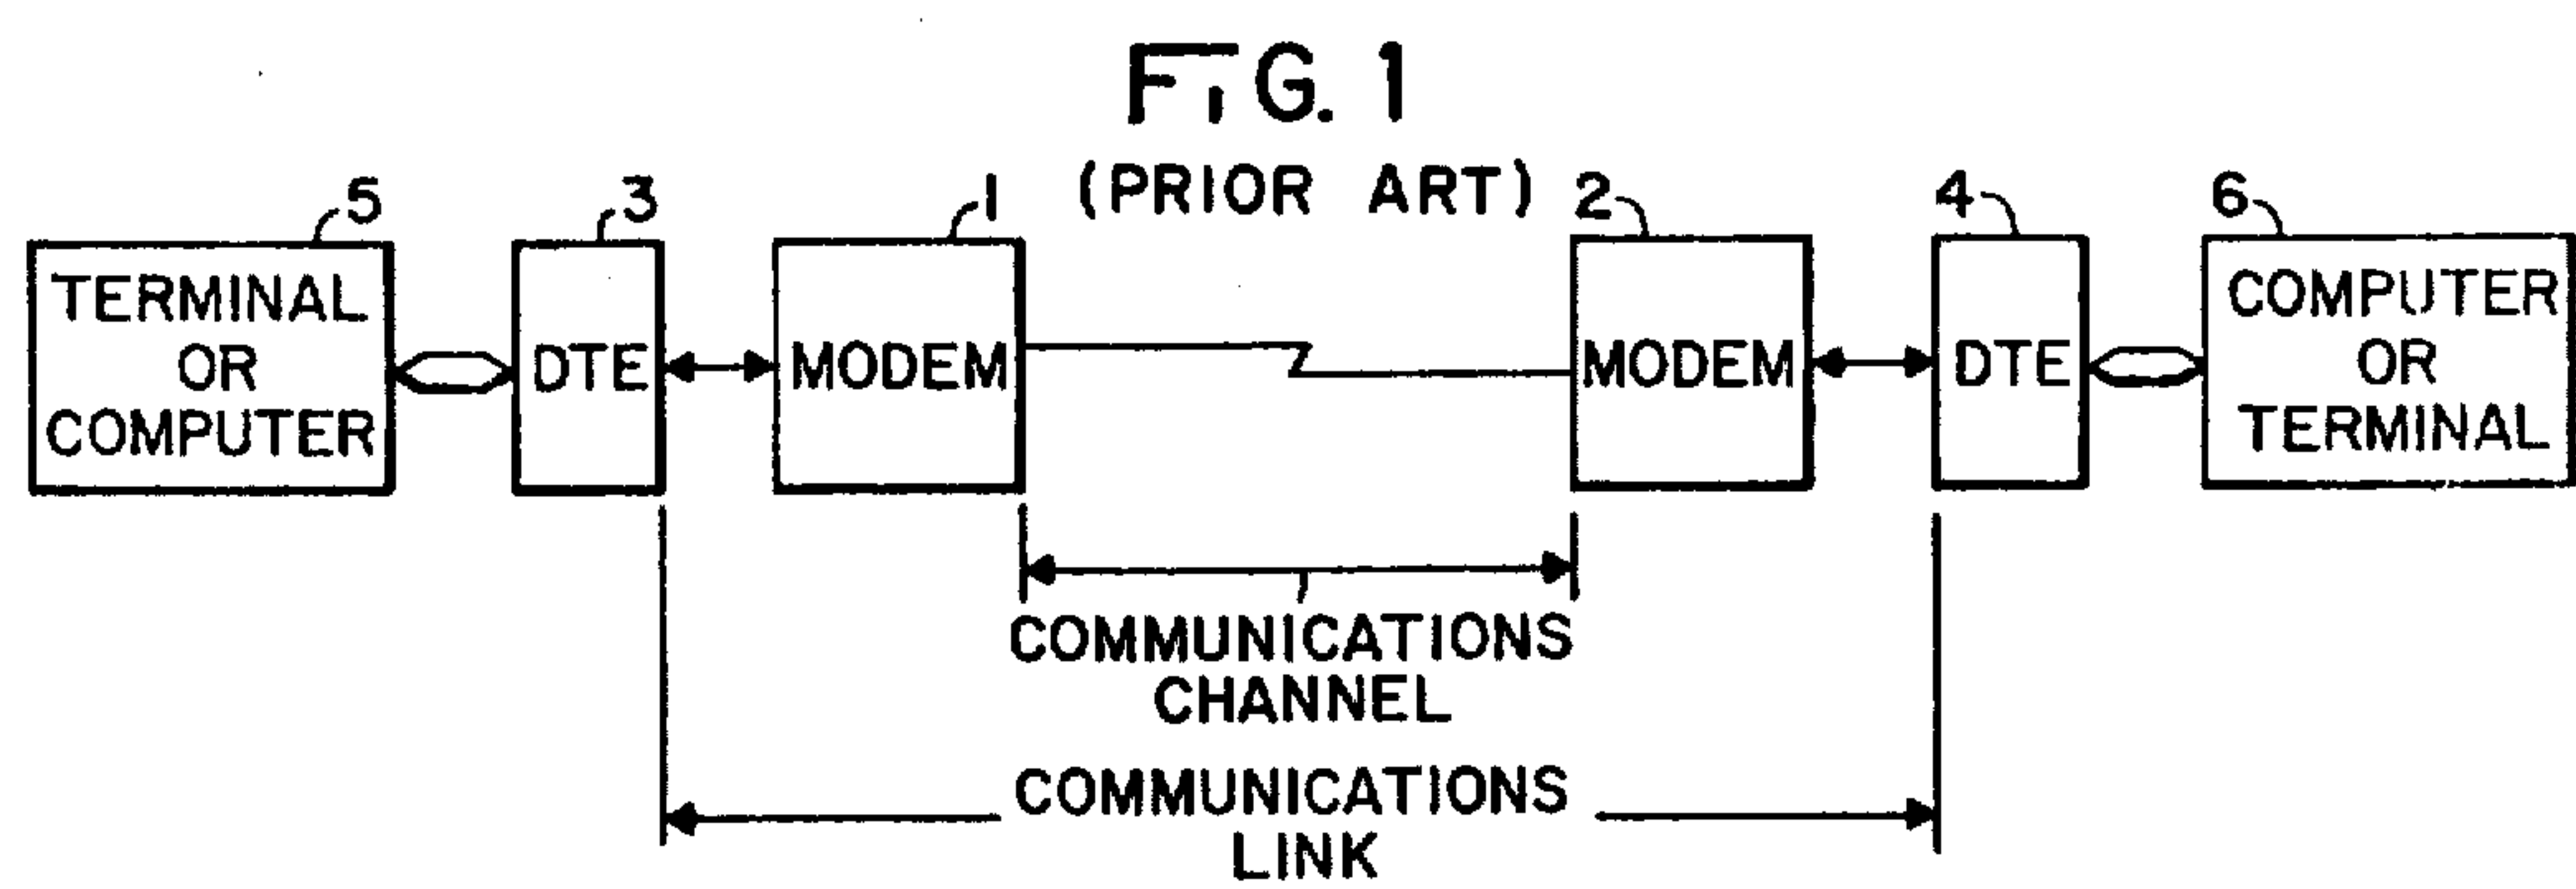 FIG. 1
(PRIOR ART)
5
3
1
2
4
6
TERMINAL
OR
COMPUTER
DTE
MODEM
MODEM
DTE
COMPUTER
OR
TERMINAL
COMMUNICATIONS
CHANNEL
COMMUNICATIONS
LINK